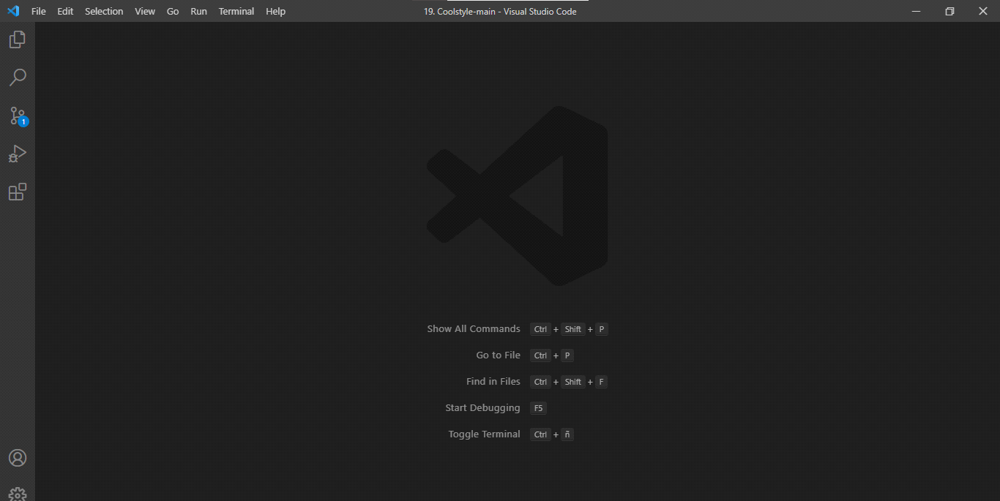 File Edit Selection View Go Run Terminal Help
19. Coolstyle-main - Visual Studio Code
1
Show All Commands Ctrl + Shift + P
Go to File Ctrl + P
Find in Files Ctrl + Shift + F
Start Debugging F5
Toggle Terminal Ctrl + ñ